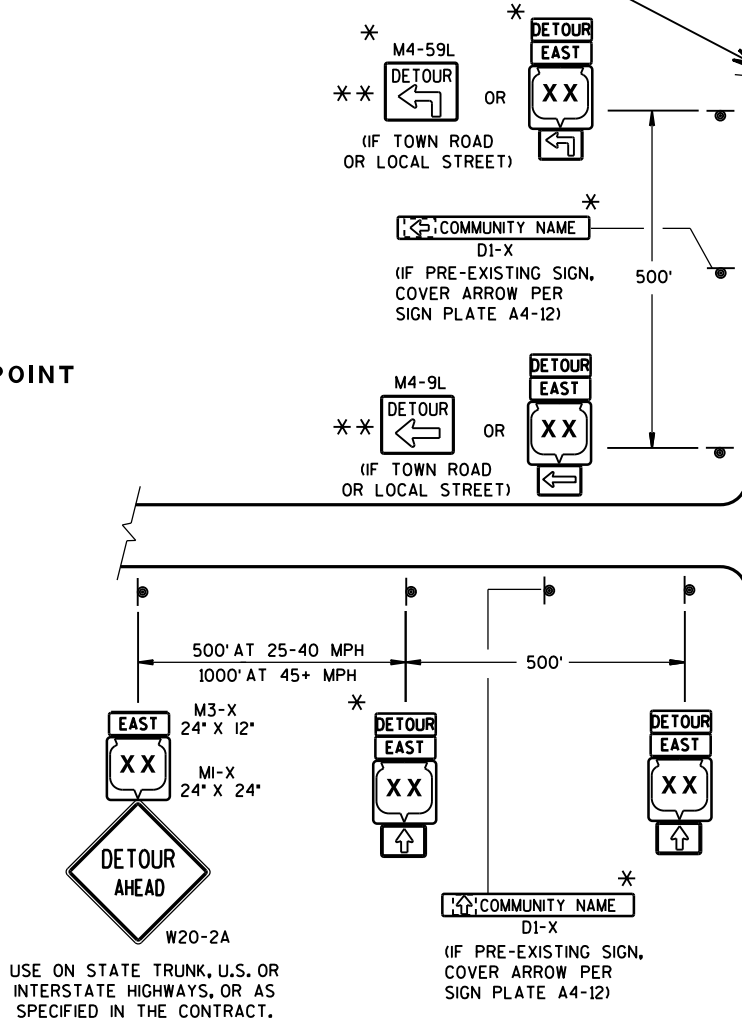 DETOUR
EAST
XX
*
*
M4-59L
DETOUR
**
OR
(IF TOWN ROAD
OR LOCAL STREET)
*
COMMUNITY NAME
D1-X
(IF PRE-EXISTING SIGN,
COVER ARROW PER
SIGN PLATE A4-12)
500'
POINT
DETOUR
EAST
XX
M4-9L
DETOUR
**
OR
(IF TOWN ROAD
OR LOCAL STREET)
500' AT 25-40 MPH
1000' AT 45+ MPH
500'
EAST
M3-X
24" X 12"
XX
M1-X
24" X 24"
DETOUR
AHEAD
W20-2A
USE ON STATE TRUNK, U.S. OR
INTERSTATE HIGHWAYS, OR AS
SPECIFIED IN THE CONTRACT.
*
DETOUR
EAST
XX
DETOUR
EAST
XX
*
COMMUNITY NAME
D1-X
(IF PRE-EXISTING SIGN,
COVER ARROW PER
SIGN PLATE A4-12)